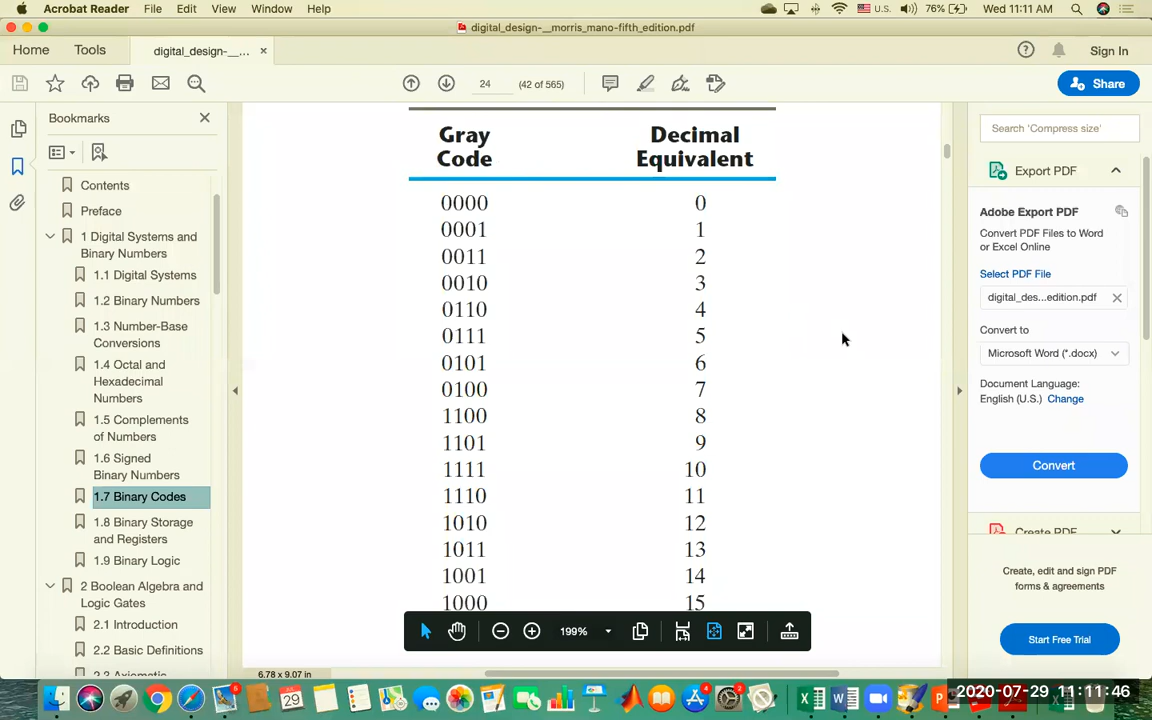 Acrobat Reader File Edit View Window Help U.S. 76% Wed 11:11 AM
digital_design-__morris_mano-fifth_edition.pdf
Home Tools digital_design-__... × Sign In
24 (42 of 565) Share
Bookmarks
Contents
Preface
1 Digital Systems and
Binary Numbers
1.1 Digital Systems
1.2 Binary Numbers
1.3 Number-Base
Conversions
1.4 Octal and
Hexadecimal
Numbers
1.5 Complements
of Numbers
1.6 Signed
Binary Numbers
1.7 Binary Codes
1.8 Binary Storage
and Registers
1.9 Binary Logic
2 Boolean Algebra and
Logic Gates
2.1 Introduction
2.2 Basic Definitions
2.3 Axiomatic
Gray Decimal
Code Equivalent
0000 0
0001 1
0011 2
0010 3
0110 4
0111 5
0101 6
0100 7
1100 8
1101 9
1111 10
1110 11
1010 12
1011 13
1001 14
1000 15
199%
6.78 x 9.07 in
Search 'Compress size'
Export PDF
Adobe Export PDF
Convert PDF Files to Word
or Excel Online
Select PDF File
digital_des...edition.pdf
Convert to
Microsoft Word (*.docx)
Document Language:
English (U.S.) Change
Convert
Create PDF
Create, edit and sign PDF
forms & agreements
Start Free Trial
2020-07-29 11:11:46